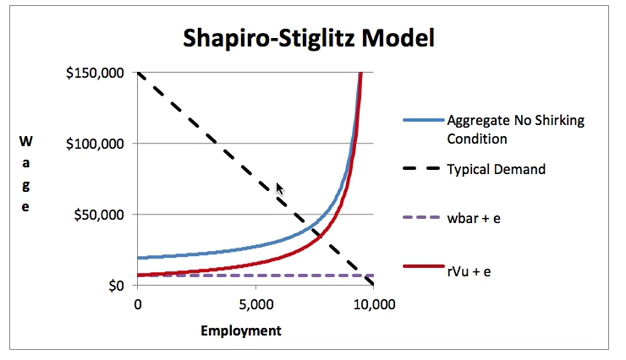 Shapiro-Stiglitz Model
$150,000
$100,000
$50,000
$0
W
a
g
e
0
5,000
10,000
Employment
Aggregate No Shirking
Condition
Typical Demand
wbar + e
rVu + e